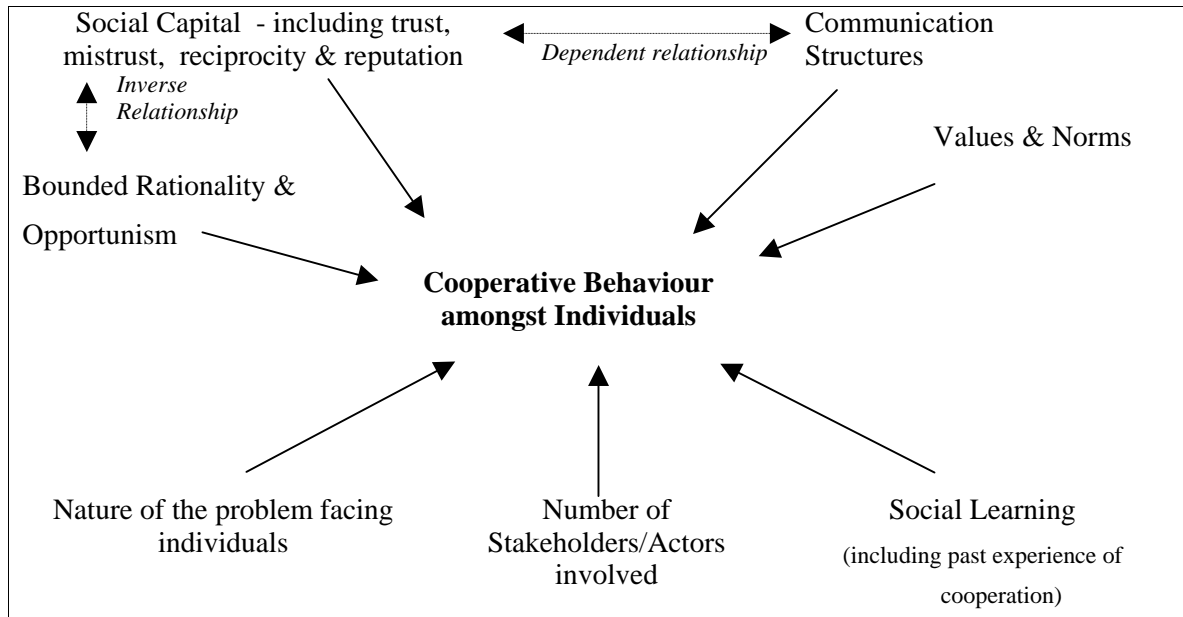 Social Capital - including trust,
mistrust, reciprocity & reputation
Dependent relationship
Communication
Structures
Inverse
Relationship
Values & Norms
Bounded Rationality &
Opportunism
Cooperative Behaviour
amongst Individuals
Nature of the problem facing
individuals
Number of
Stakeholders/Actors
involved
Social Learning
(including past experience of
cooperation)